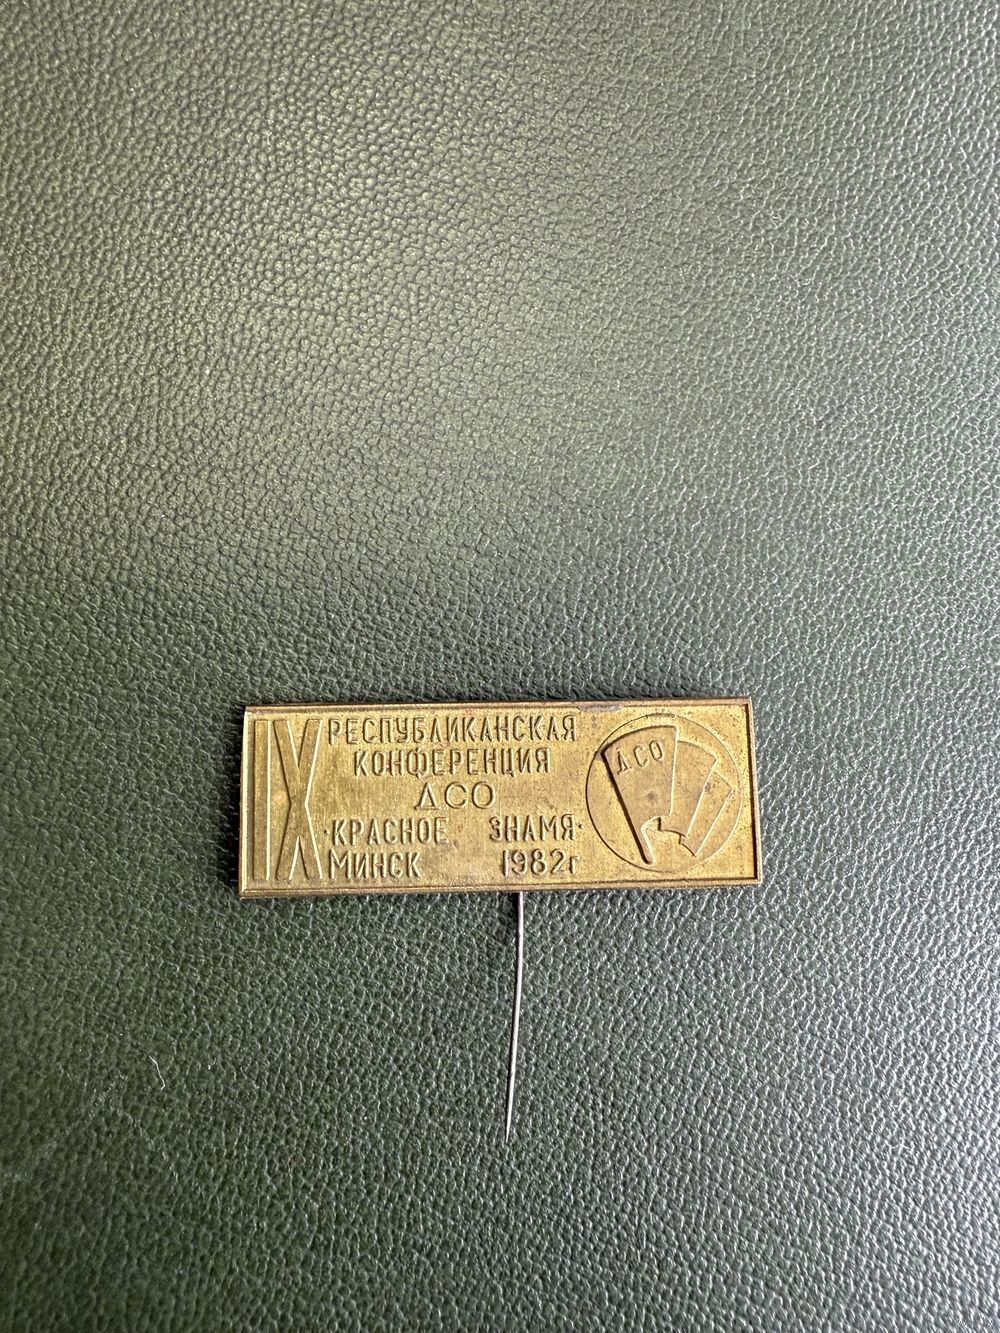 IX РЕСПУБЛИКАНСКАЯ
КОНФЕРЕНЦИЯ
ДСО
·КРАСНОЕ ЗНАМЯ·
МИНСК 1982г
ДСО